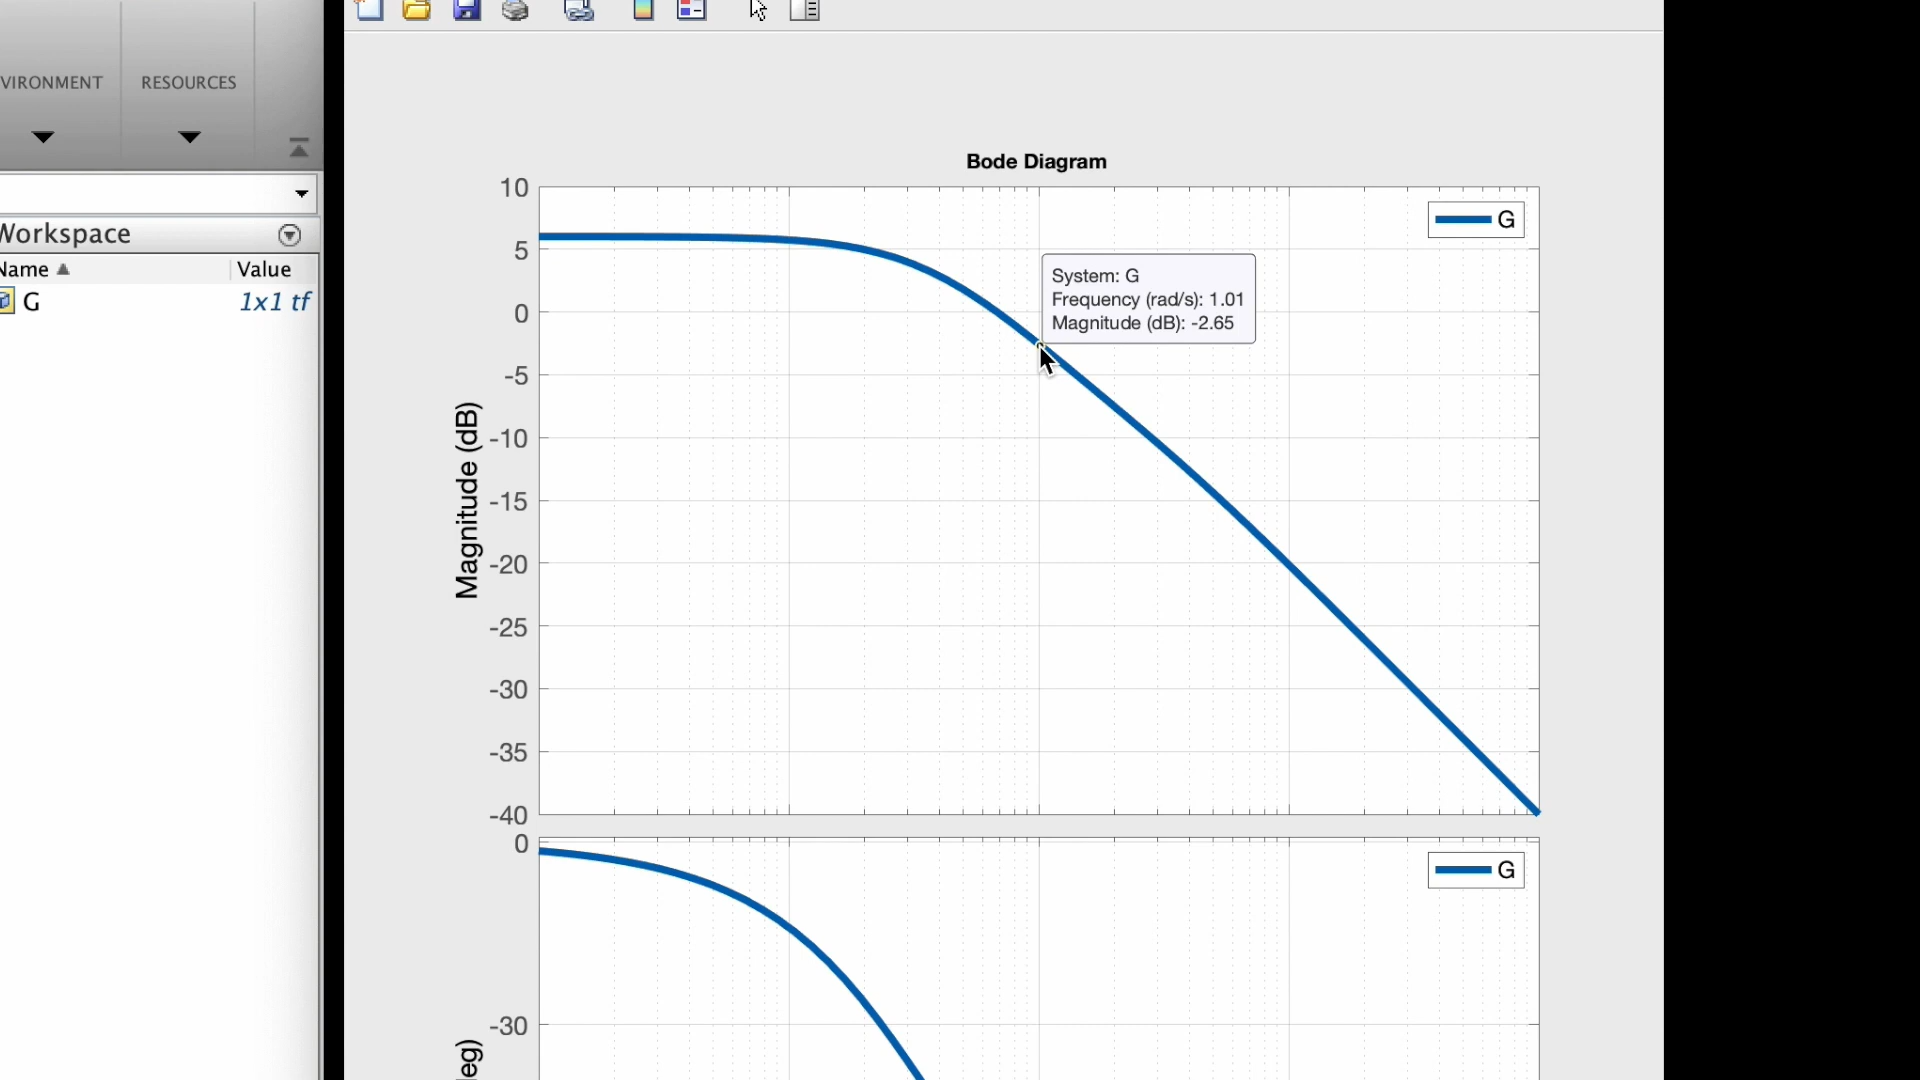 VIRONMENT
RESOURCES
Workspace
Name
Value
G
1x1 tf
Bode Diagram
10
5
0
-5
-10
-15
-20
-25
-30
-35
-40
Magnitude (dB)
G
System: G
Frequency (rad/s): 1.01
Magnitude (dB): -2.65
0
-30
eg)
G